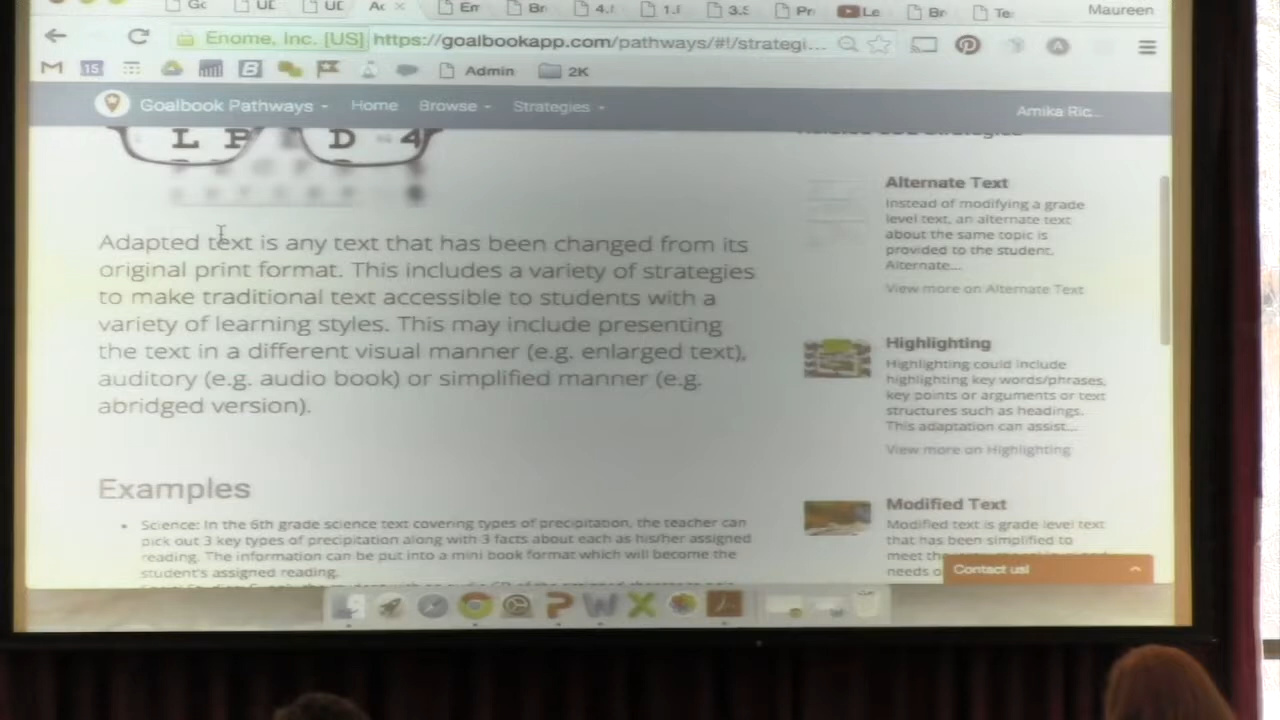 Maureen
Enome, Inc. [US] https://goalbookapp.com/pathways/#!/strategi...
15 Admin 2K
Goalbook Pathways Home Browse Strategies Amika Ric...
L D 4
Adapted text is any text that has been changed from its
original print format. This includes a variety of strategies
to make traditional text accessible to students with a
variety of learning styles. This may include presenting
the text in a different visual manner (e.g. enlarged text),
auditory (e.g. audio book) or simplified manner (e.g.
abridged version).
Examples
• Science: In the 6th grade science text covering types of precipitation, the teacher can
pick out 3 key types of precipitation along with 3 facts about each as his/her assigned
reading. The information can be put into a mini book format which will become the
student's assigned reading.
Alternate Text
Instead of modifying a grade
level text, an alternate text
about the same topic is
provided to the student.
Alternate...
View more on Alternate Text
Highlighting
Highlighting could include
highlighting key words/phrases,
key points or arguments or text
structures such as headings.
This adaptation can assist...
View more on Highlighting
Modified Text
Modified text is grade level text
that has been simplified to
meet
needs
Contact us!